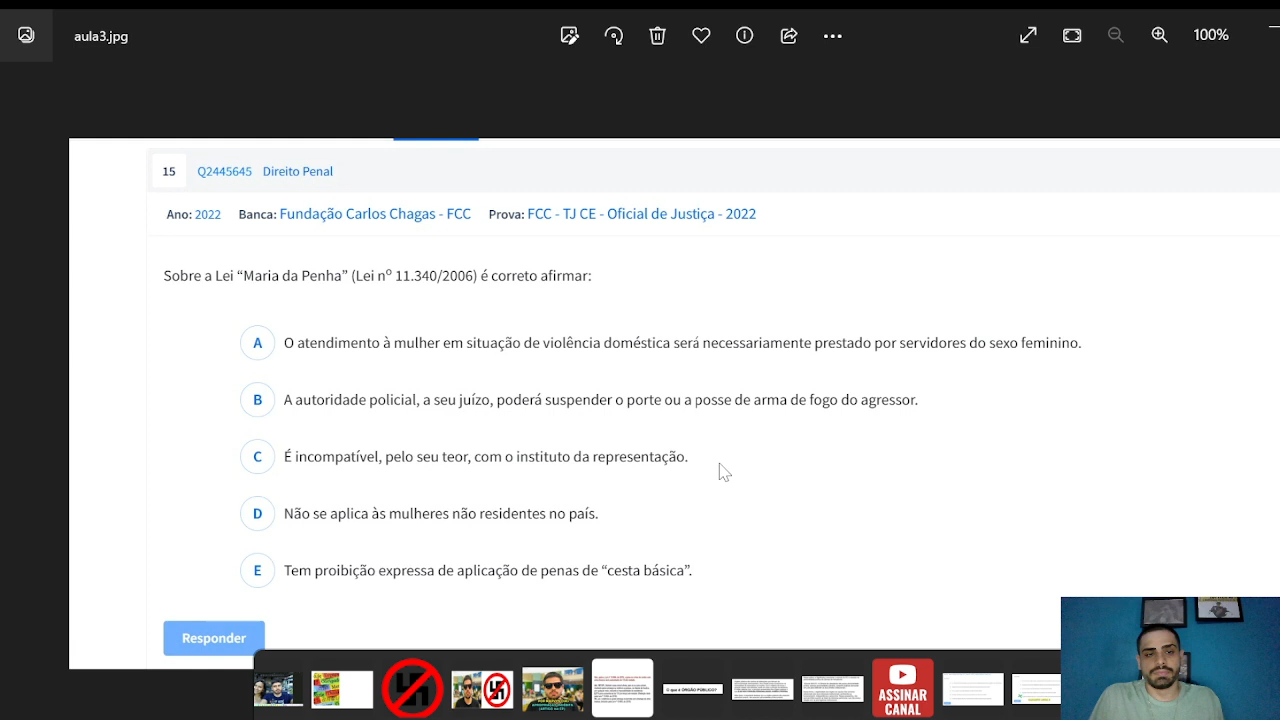 aula3.jpg
100%
15 Q2445645 Direito Penal
Ano: 2022 Banca: Fundação Carlos Chagas - FCC Prova: FCC - TJ CE - Oficial de Justiça - 2022
Sobre a Lei “Maria da Penha” (Lei nº 11.340/2006) é correto afirmar:
A O atendimento à mulher em situação de violência doméstica será necessariamente prestado por servidores do sexo feminino.
B A autoridade policial, a seu juízo, poderá suspender o porte ou a posse de arma de fogo do agressor.
C É incompatível, pelo seu teor, com o instituto da representação.
D Não se aplica às mulheres não residentes no país.
E Tem proibição expressa de aplicação de penas de “cesta básica”.
Responder
O que é ÓRGÃO PÚBLICO?
ASSINE O
CANAL